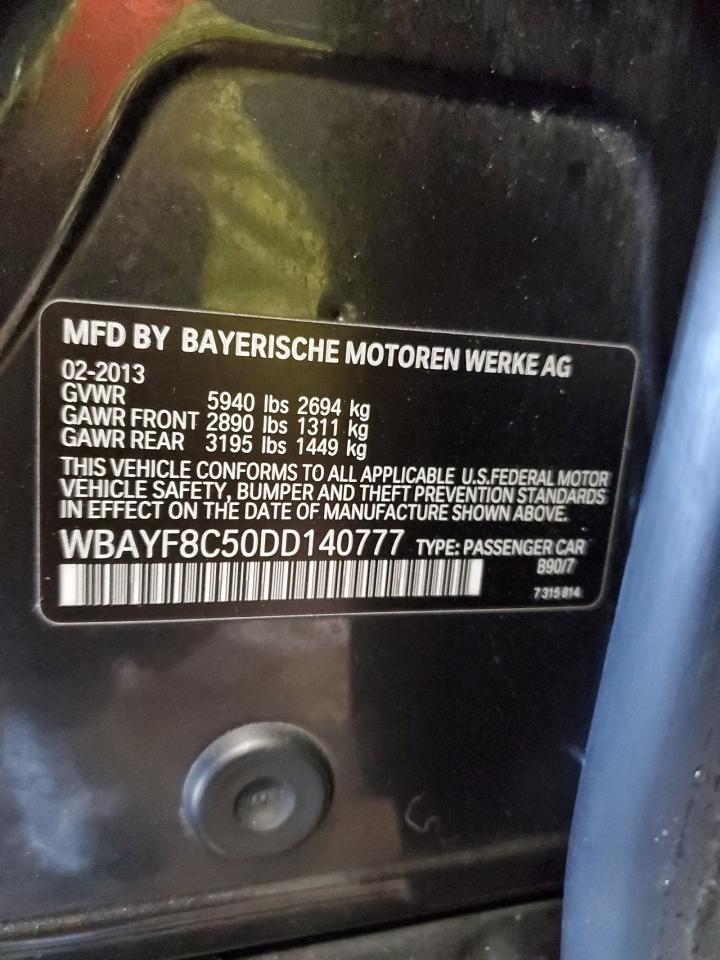 MFD BY BAYERISCHE MOTOREN WERKE AG
02-2013
GVWR 5940 lbs 2694 kg
GAWR FRONT 2890 lbs 1311 kg
GAWR REAR 3195 lbs 1449 kg
THIS VEHICLE CONFORMS TO ALL APPLICABLE U.S.FEDERAL MOTOR
VEHICLE SAFETY, BUMPER AND THEFT PREVENTION STANDARDS
IN EFFECT ON THE DATE OF MANUFACTURE SHOWN ABOVE.
WBAYF8C50DD140777 TYPE: PASSENGER CAR
B90/7
7 315 814